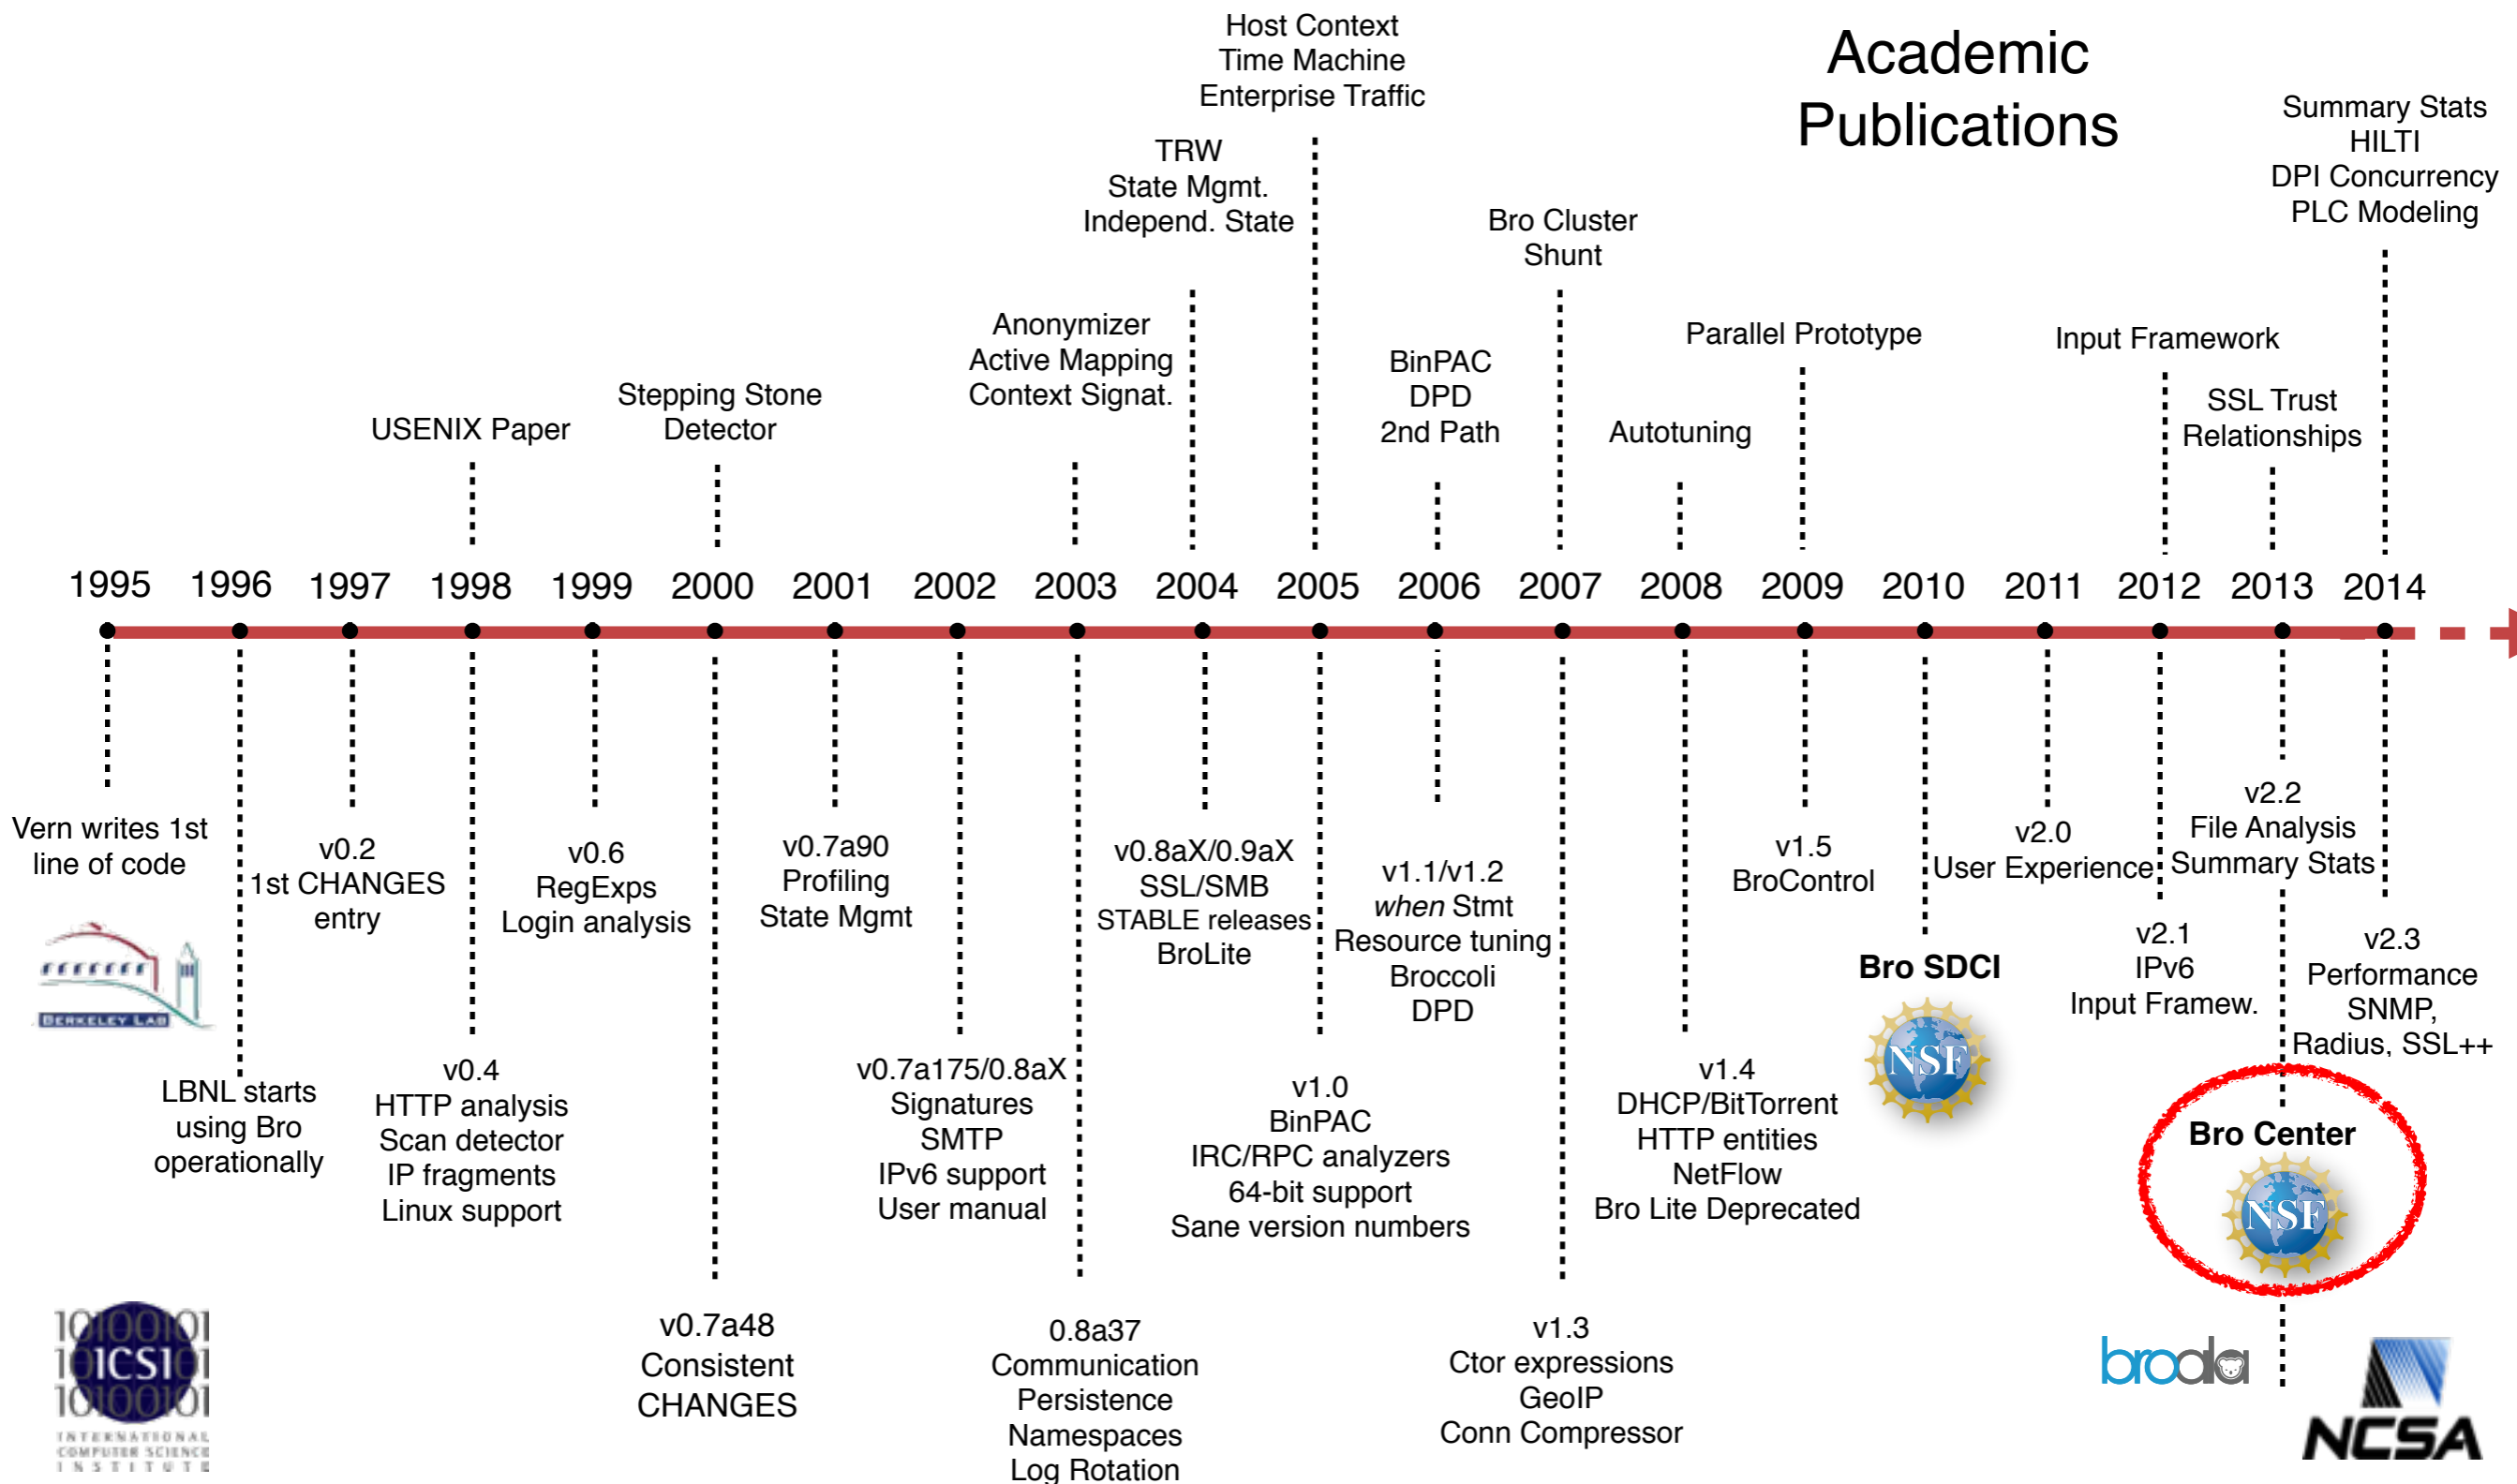 Academic
Publications
Host Context
Time Machine
Enterprise Traffic
Summary Stats
HILTI
DPI Concurrency
PLC Modeling
TRW
State Mgmt.
Independ. State
Bro Cluster
Shunt
Anonymizer
Active Mapping
Context Signat.
Parallel Prototype
Input Framework
BinPAC
DPD
2nd Path
Stepping Stone
Detector
SSL Trust
Relationships
USENIX Paper
Autotuning
1995 1996 1997 1998 1999 2000 2001 2002 2003 2004 2005 2006 2007 2008 2009 2010 2011 2012 2013 2014
Vern writes 1st
line of code
v0.2
1st CHANGES
entry
v0.6
RegExps
Login analysis
v0.7a90
Profiling
State Mgmt
v0.8aX/0.9aX
SSL/SMB
STABLE releases
BroLite
v1.1/v1.2
when Stmt
Resource tuning
Broccoli
DPD
v1.5
BroControl
v2.0
User Experience
v2.2
File Analysis
Summary Stats
v2.1
IPv6
Input Framew.
v2.3
Performance
SNMP,
Radius, SSL++
Bro SDCI
NSF
BERKELEY LAB
LBNL starts
using Bro
operationally
v0.4
HTTP analysis
Scan detector
IP fragments
Linux support
v0.7a175/0.8aX
Signatures
SMTP
IPv6 support
User manual
v1.0
BinPAC
IRC/RPC analyzers
64-bit support
Sane version numbers
v1.4
DHCP/BitTorrent
HTTP entities
NetFlow
Bro Lite Deprecated
Bro Center
NSF
10100101
1 ICSI 0
10100101
INTERNATIONAL
COMPUTER SCIENCE
INSTITUTE
v0.7a48
Consistent
CHANGES
0.8a37
Communication
Persistence
Namespaces
Log Rotation
v1.3
Ctor expressions
GeoIP
Conn Compressor
broala
NCSA